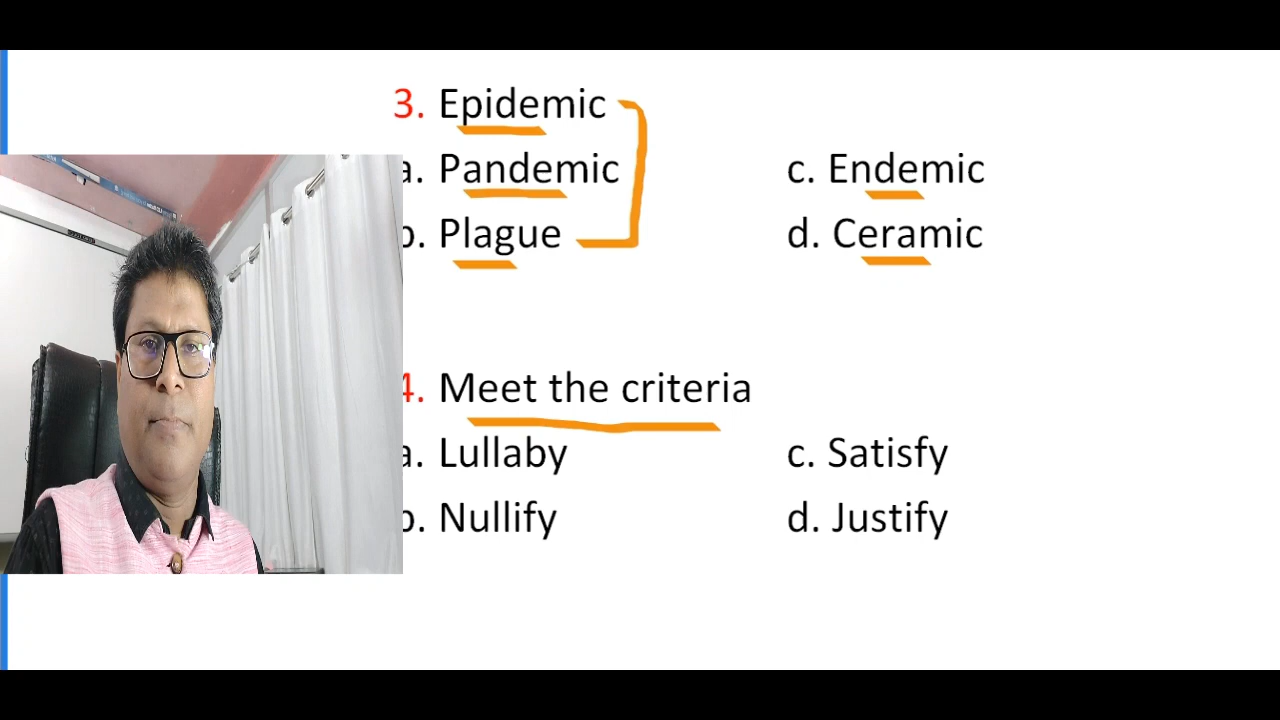 3. Epidemic
a. Pandemic
c. Endemic
b. Plague
d. Ceramic
4. Meet the criteria
a. Lullaby
c. Satisfy
b. Nullify
d. Justify